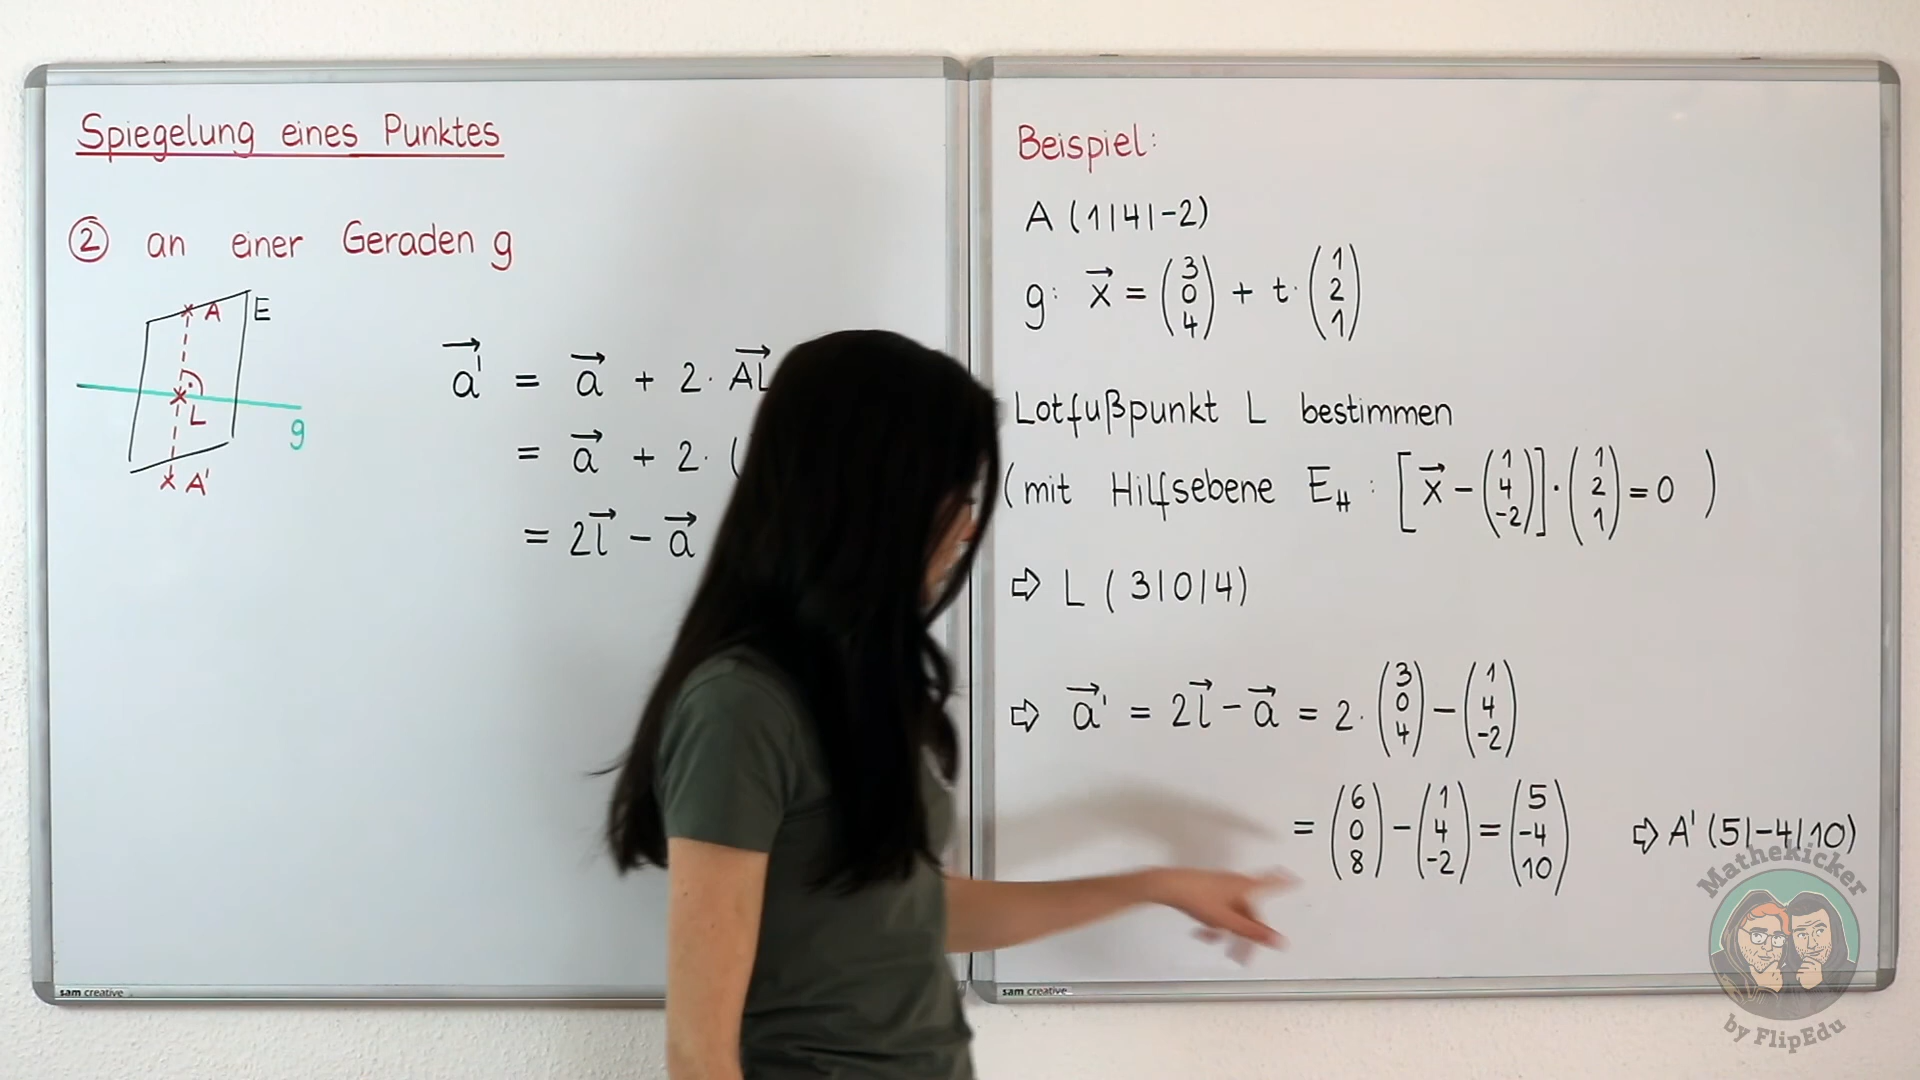 Spiegelung eines Punktes
② an einer Geraden g
A
E
L
g
A'
a⃗' = a⃗ + 2· AL⃗
= a⃗ + 2· (
= 2l⃗ - a⃗
sam creative
Beispiel:
A (1|4|-2)
g: x⃗ = (3 0 4) + t· (1 2 1)
Lotfußpunkt L bestimmen
(mit Hilfsebene E_H : [x⃗ - (1 4 -2)] · (1 2 1) = 0 )
⇨ L (3|0|4)
⇨ a⃗' = 2l⃗ - a⃗ = 2· (3 0 4) - (1 4 -2)
= (6 0 8) - (1 4 -2) = (5 -4 10) ⇨ A' (5|-4|10)
sam creative
Mathekicker
by FlipEdu